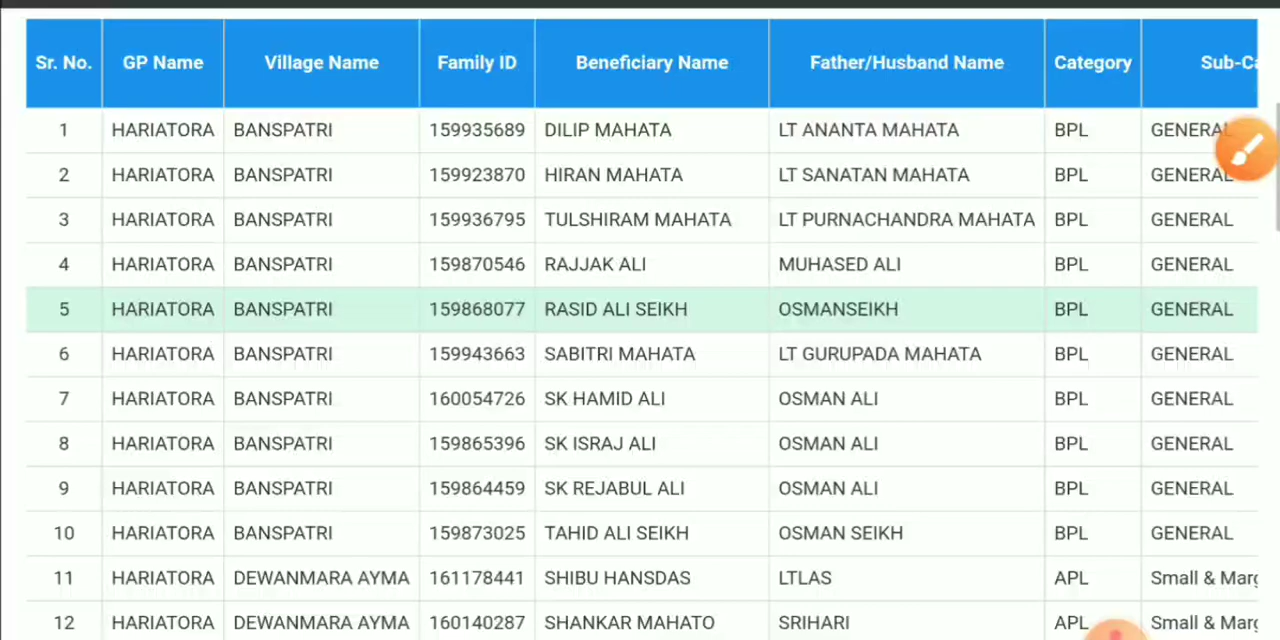 Sr. No. GP Name Village Name Family ID Beneficiary Name Father/Husband Name Category Sub-Ca
1 HARIATORA BANSPATRI 159935689 DILIP MAHATA LT ANANTA MAHATA BPL GENERAL
2 HARIATORA BANSPATRI 159923870 HIRAN MAHATA LT SANATAN MAHATA BPL GENERAL
3 HARIATORA BANSPATRI 159936795 TULSHIRAM MAHATA LT PURNACHANDRA MAHATA BPL GENERAL
4 HARIATORA BANSPATRI 159870546 RAJJAK ALI MUHASED ALI BPL GENERAL
5 HARIATORA BANSPATRI 159868077 RASID ALI SEIKH OSMANSEIKH BPL GENERAL
6 HARIATORA BANSPATRI 159943663 SABITRI MAHATA LT GURUPADA MAHATA BPL GENERAL
7 HARIATORA BANSPATRI 160054726 SK HAMID ALI OSMAN ALI BPL GENERAL
8 HARIATORA BANSPATRI 159865396 SK ISRAJ ALI OSMAN ALI BPL GENERAL
9 HARIATORA BANSPATRI 159864459 SK REJABUL ALI OSMAN ALI BPL GENERAL
10 HARIATORA BANSPATRI 159873025 TAHID ALI SEIKH OSMAN SEIKH BPL GENERAL
11 HARIATORA DEWANMARA AYMA 161178441 SHIBU HANSDAS LTLAS APL Small & Marg
12 HARIATORA DEWANMARA AYMA 160140287 SHANKAR MAHATO SRIHARI APL Small & Marg